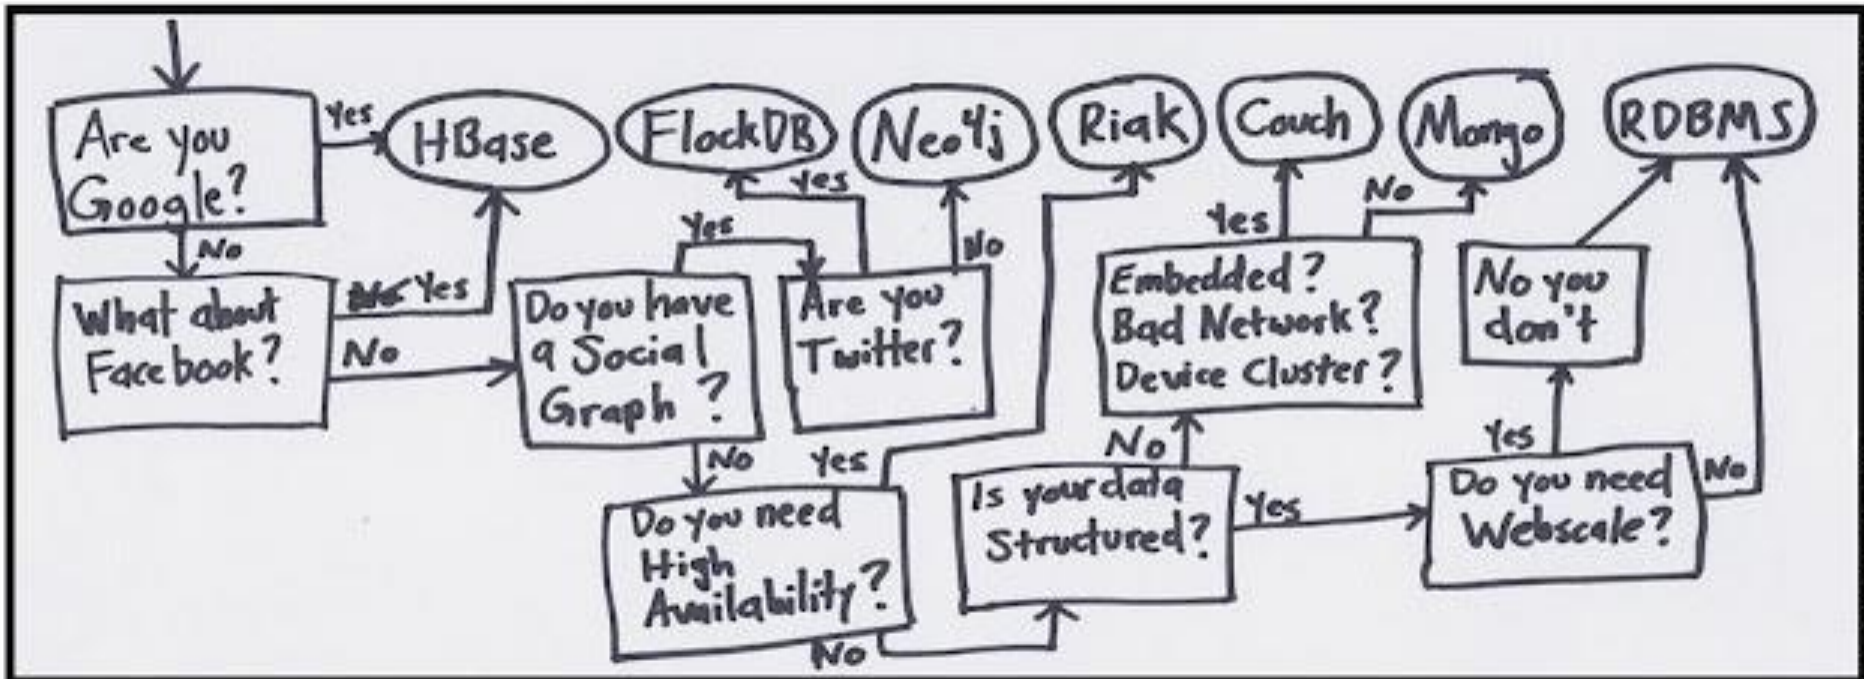 Are you
Google?
Yes
HBase
FlockDB
Neo4j
Riak
Couch
Mongo
RDBMS
No
What about
Facebook?
Yes
No
Do you have
a Social
Graph?
Yes
Are you
Twitter?
Yes
No
Embedded?
Bad Network?
Device Cluster?
Yes
No
No you
don't
No
Do you need
High
Availability?
Yes
No
Is your data
Structured?
No
Yes
Do you need
Webscale?
Yes
No